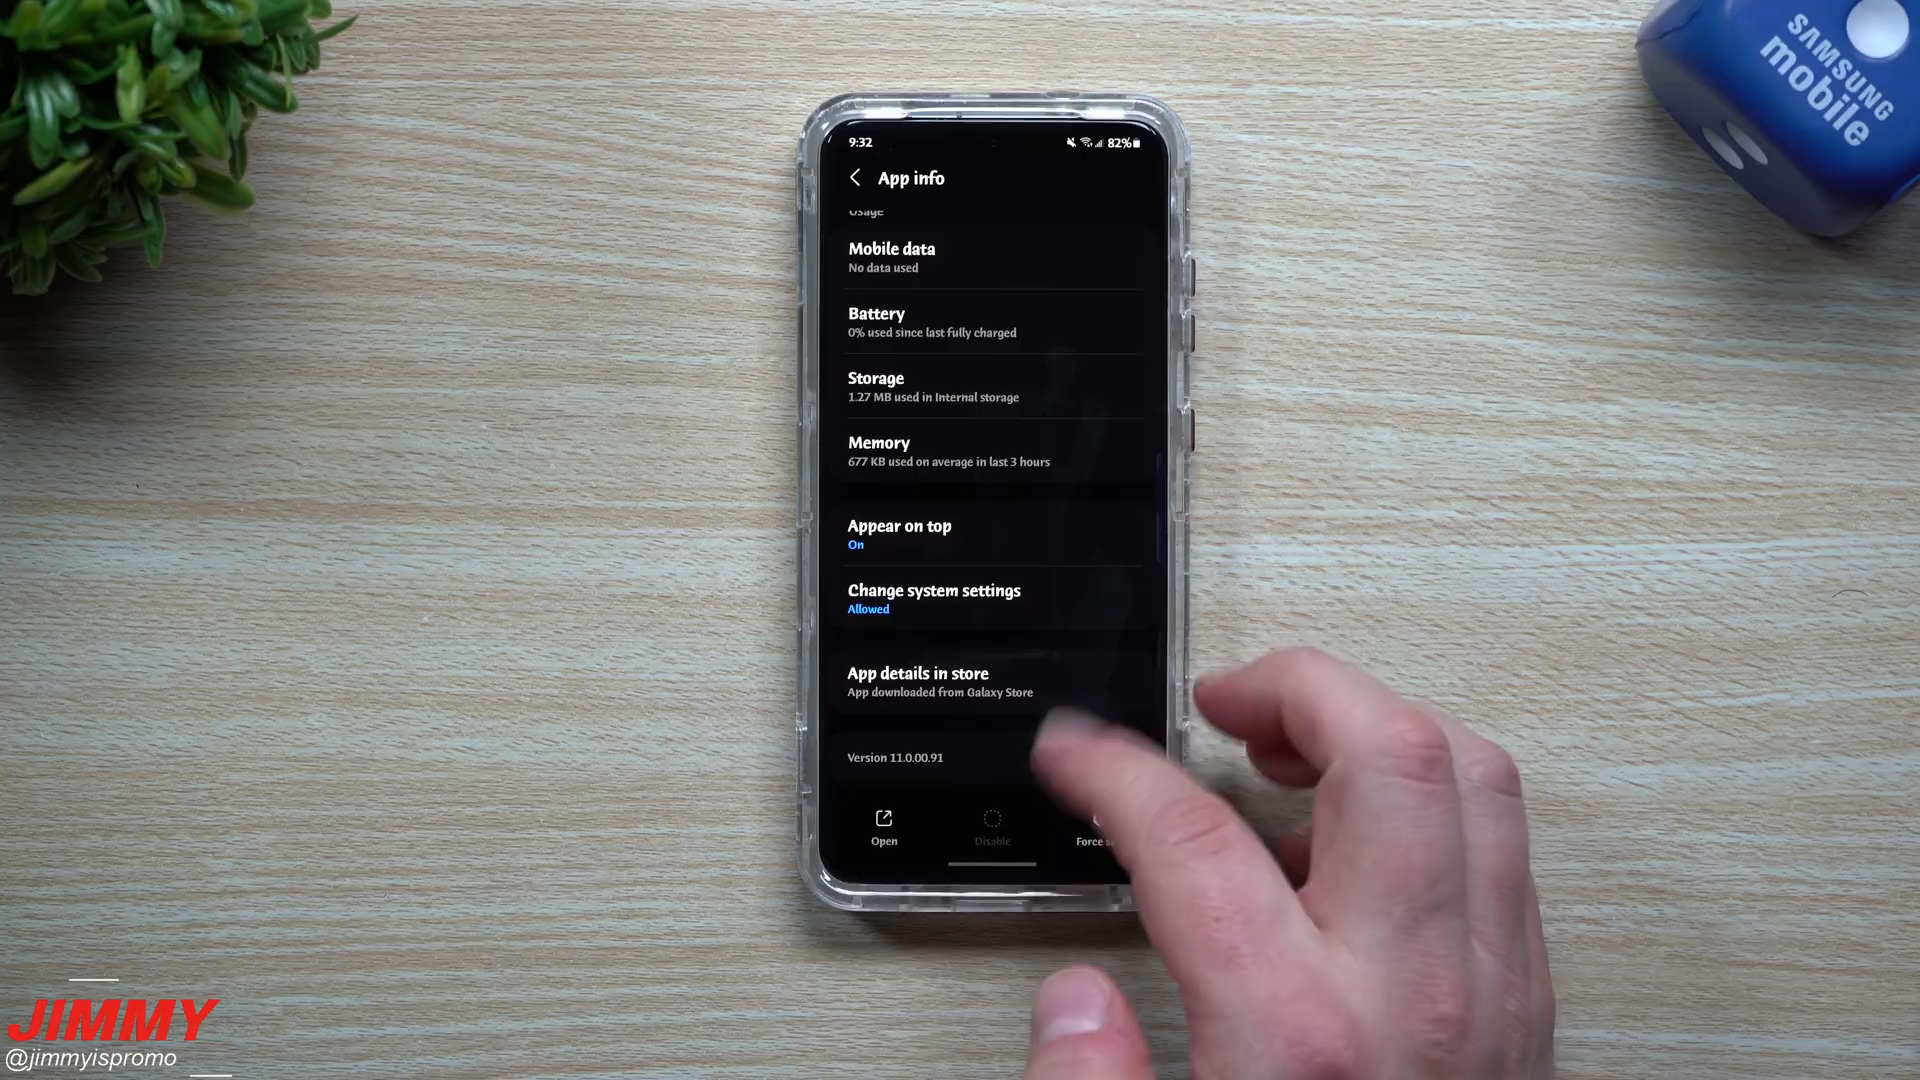 SAMSUNG
mobile
9:32
82%
App info
Usage
Mobile data
No data used
Battery
0% used since last fully charged
Storage
1.27 MB used in Internal storage
Memory
677 KB used on average in last 3 hours
Appear on top
On
Change system settings
Allowed
App details in store
App downloaded from Galaxy Store
Version 11.0.00.91
Open
Disable
Force
JIMMY
@jimmyispromo